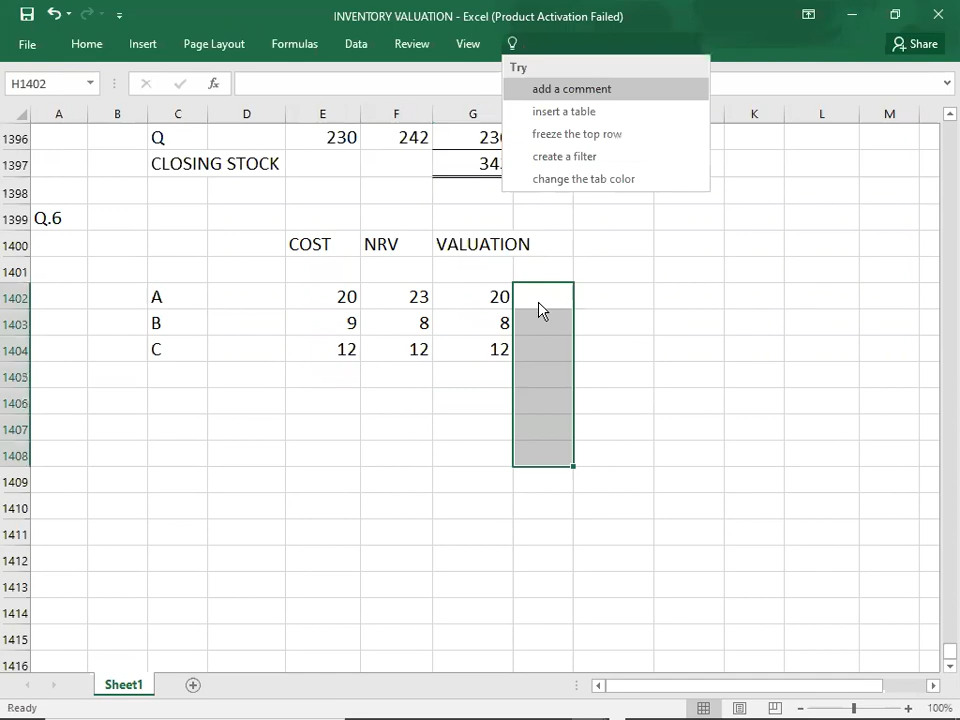 INVENTORY VALUATION - Excel (Product Activation Failed)
File Home Insert Page Layout Formulas Data Review View Share
H1402 fx
Try
add a comment
insert a table
freeze the top row
create a filter
change the tab color
A B C D E F G K L M
1396 Q 230 242
1397 CLOSING STOCK
1398
1399 Q.6
1400 COST NRV VALUATION
1401
1402 A 20 23 20
1403 B 9 8 8
1404 C 12 12 12
1405
1406
1407
1408
1409
1410
1411
1412
1413
1414
1415
1416
Sheet1
Ready 100%